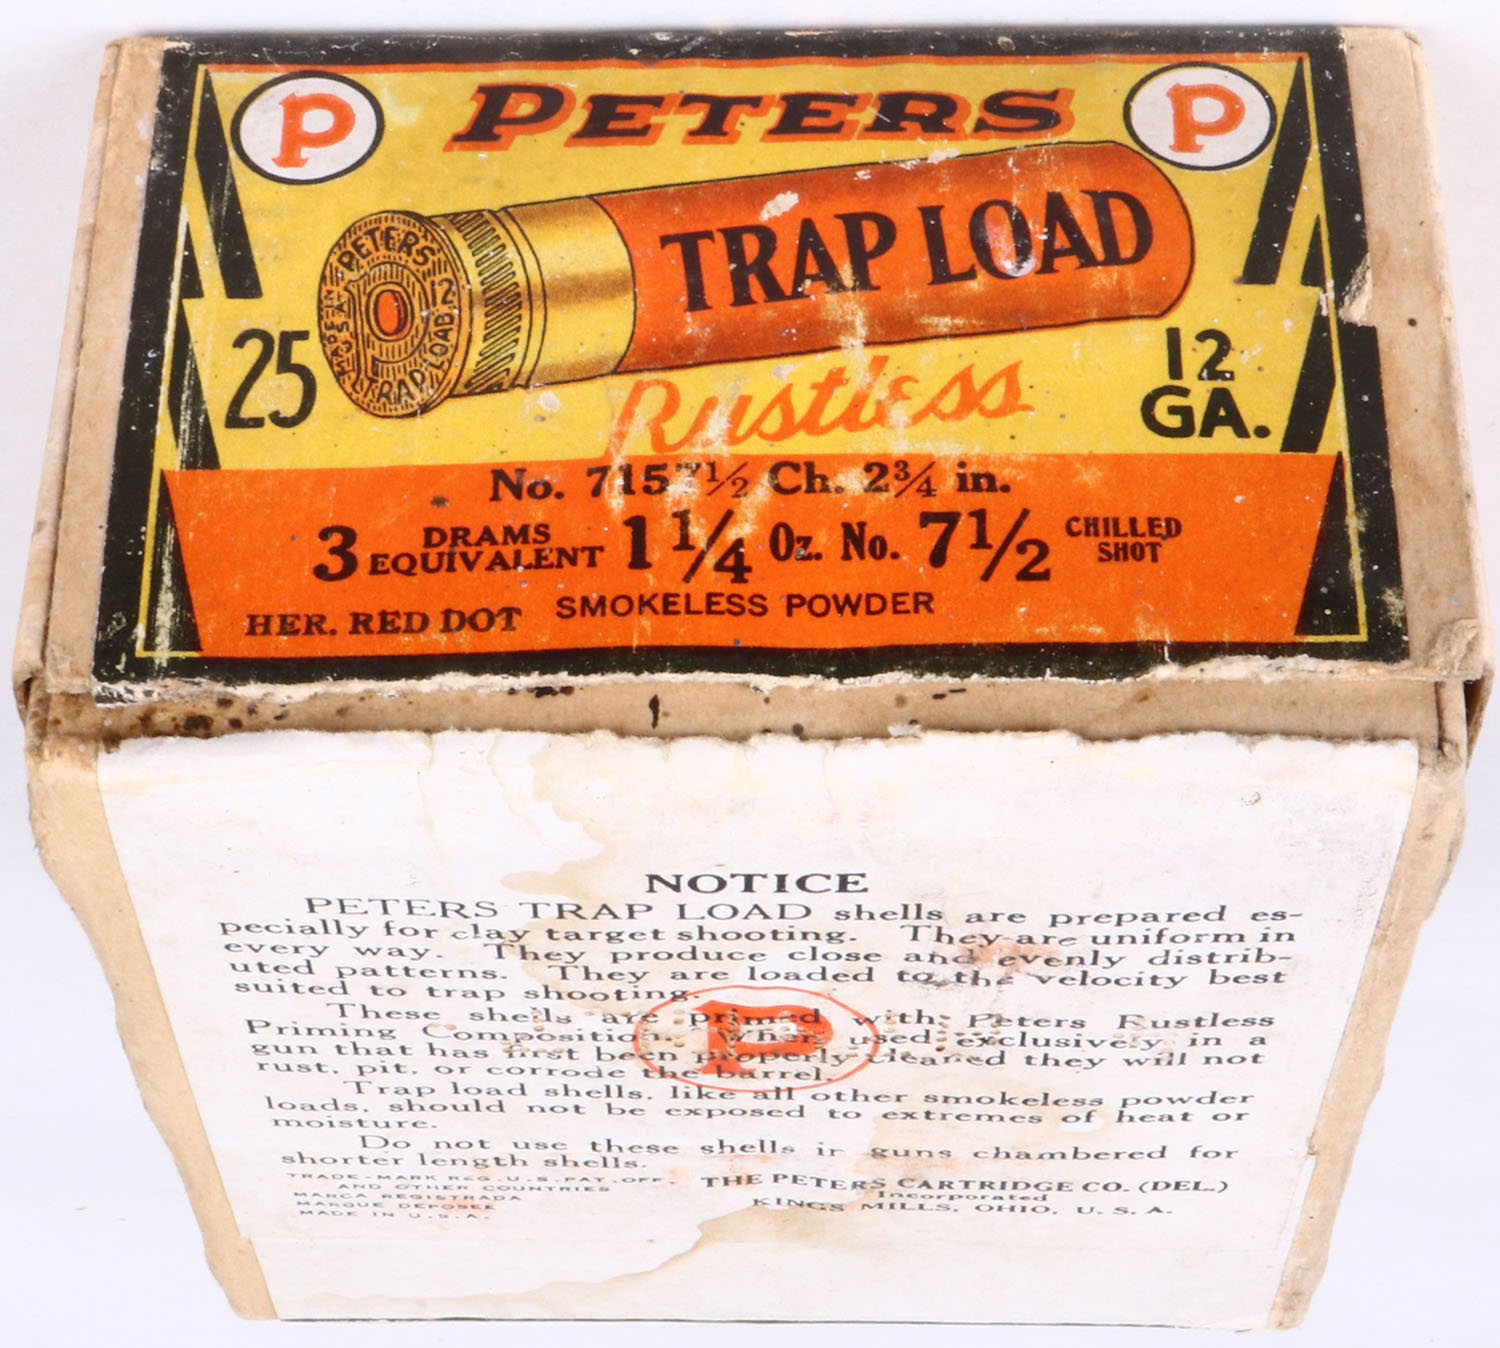 P PETERS P
PETERS
12
TRAP LOAD
MADE IN
U.S.A.
TRAP LOAD
25
12
GA.
Rustless
No. 7157½ Ch. 2¾ in.
3 DRAMS EQUIVALENT 1 1/4 Oz. No. 7 1/2 CHILLED SHOT
HER. RED DOT SMOKELESS POWDER
NOTICE
PETERS TRAP LOAD shells are prepared es-
pecially for clay target shooting. They are uniform in
every way. They produce close and evenly distrib-
uted patterns. They are loaded to the velocity best
suited to trap shooting.
These shells are primed with Peters Rustless
Priming Composition. When used exclusively in a
gun that has first been properly cleaned they will not
rust, pit, or corrode the barrel.
P
Trap load shells, like all other smokeless powder
loads, should not be exposed to extremes of heat or
moisture.
Do not use these shells in guns chambered for
shorter length shells.
TRADE-MARK REG. U.S. PAT. OFF.
AND OTHER COUNTRIES
MARCA REGISTRADA
MARQUE DEPOSEE
MADE IN U.S.A.
THE PETERS CARTRIDGE CO. (DEL.)
Incorporated
KINGS MILLS, OHIO, U. S. A.